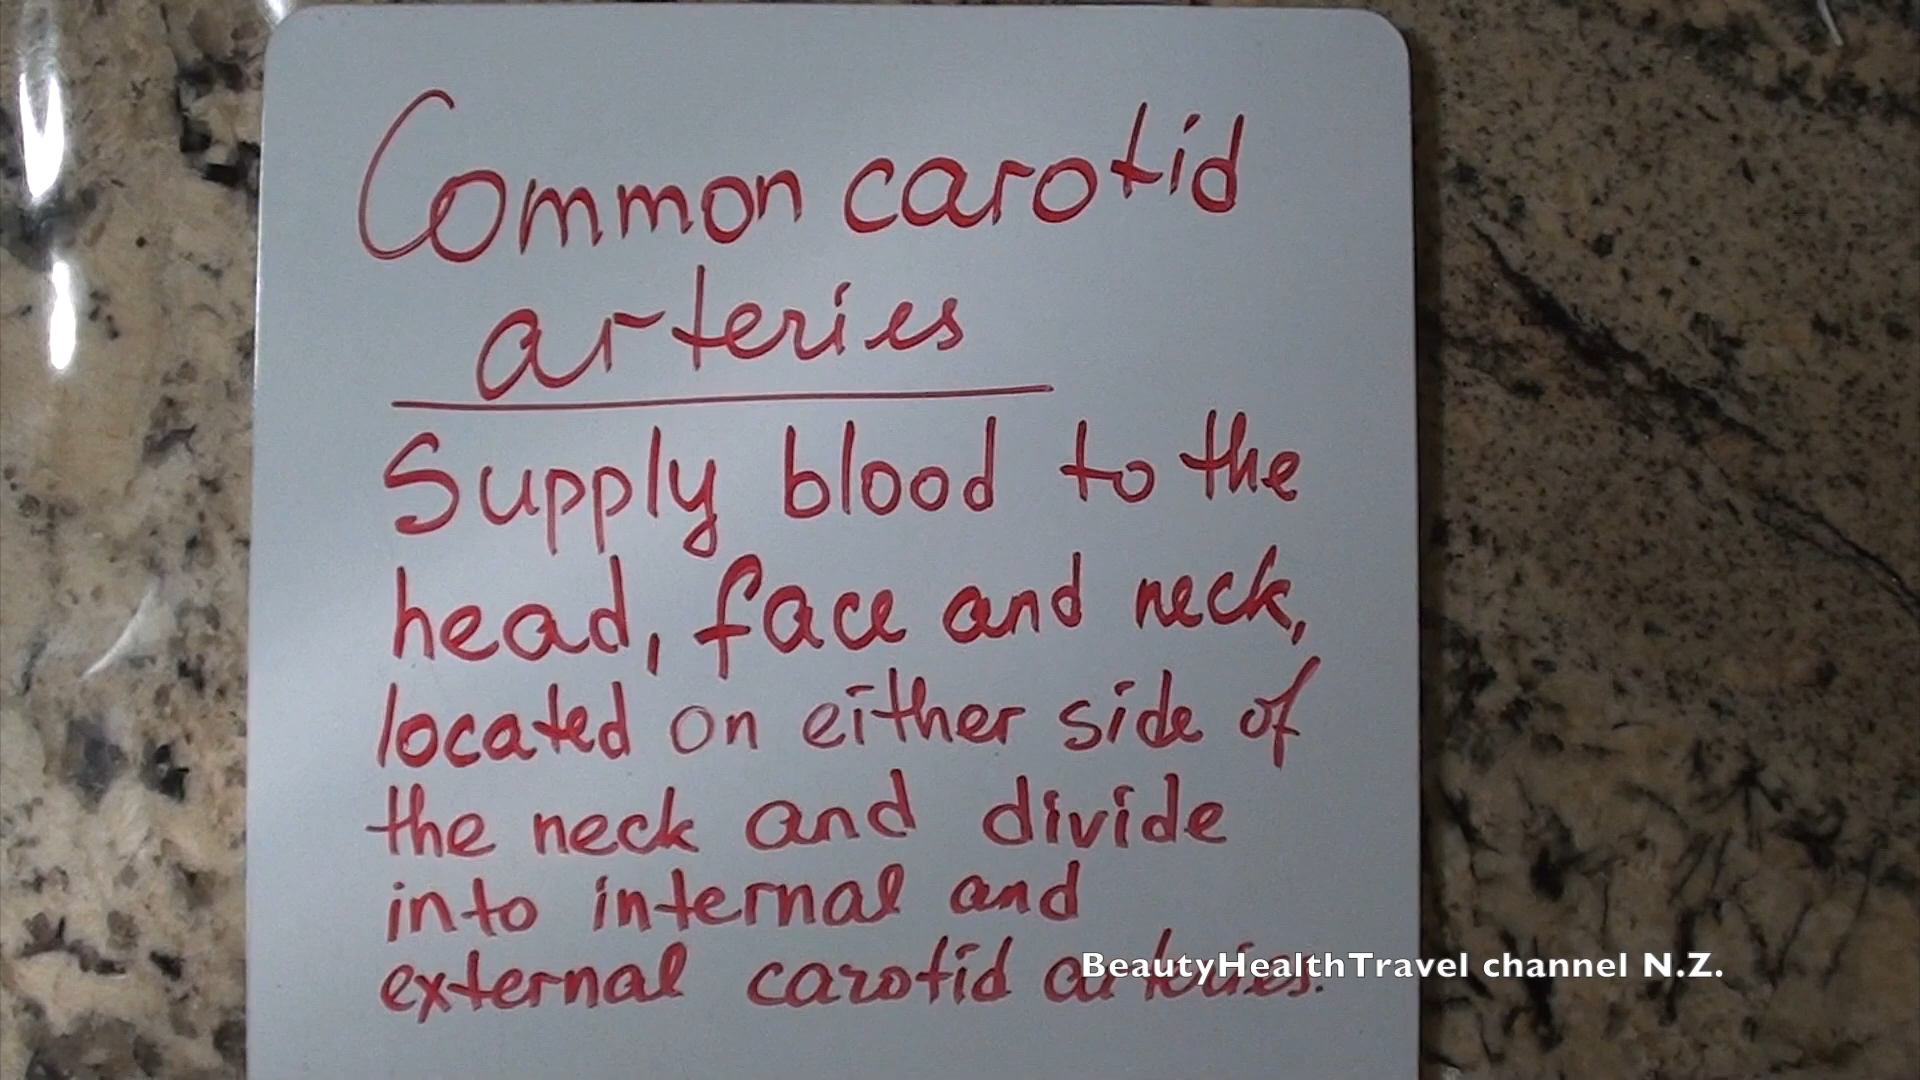 Common carotid
arteries
Supply blood to the
head, face and neck,
located on either side of
the neck and divide
into internal and
external carotid arteries.
BeautyHealthTravel channel N.Z.